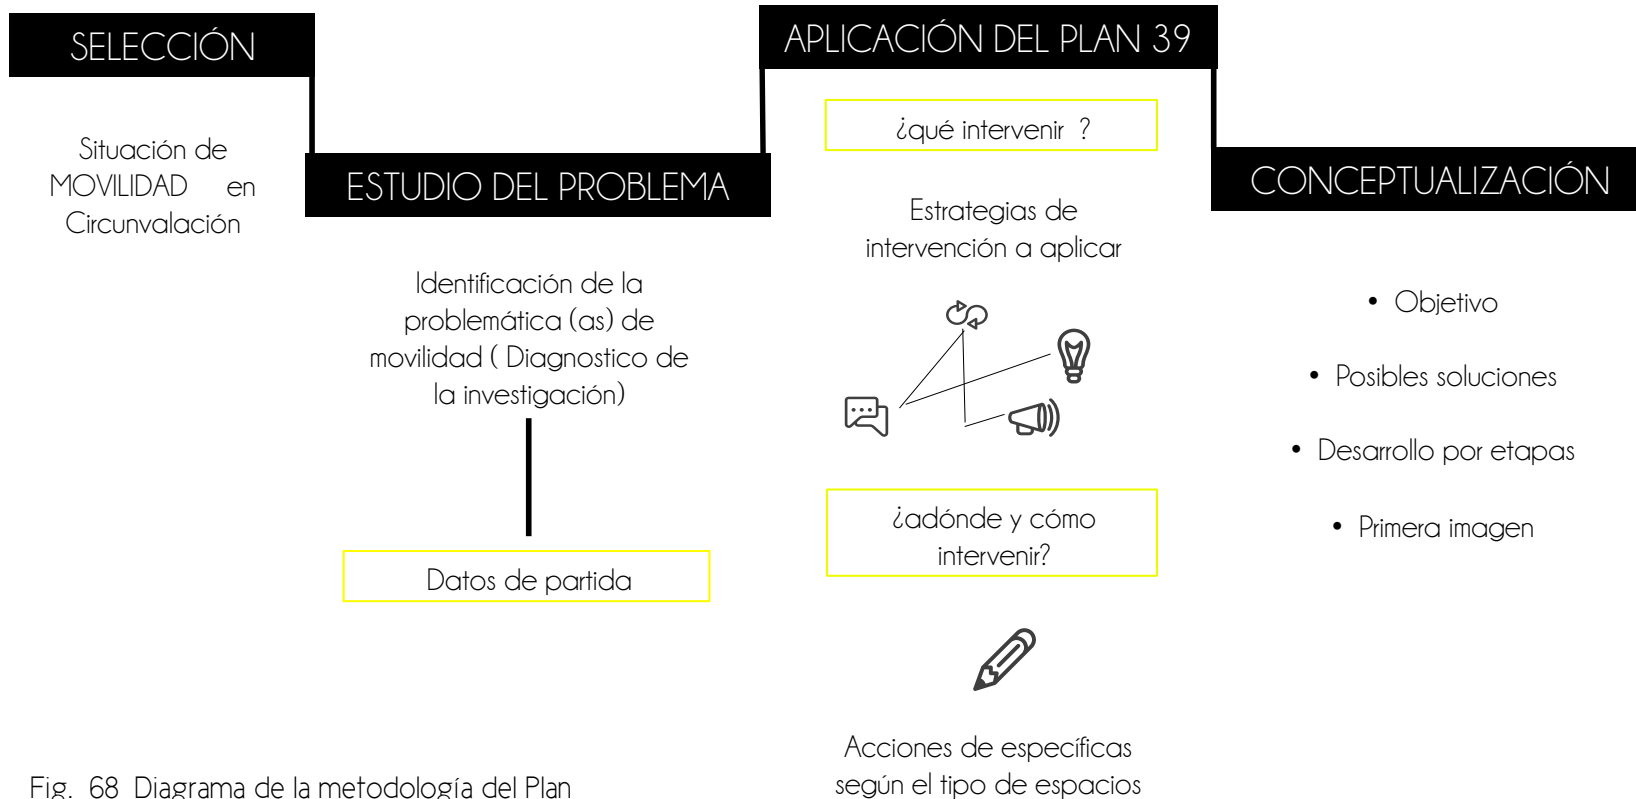 SELECCIÓN
Situación de
MOVILIDAD en
Circunvalación
ESTUDIO DEL PROBLEMA
Identificación de la
problemática (as) de
movilidad ( Diagnostico de
la investigación)
Datos de partida
APLICACIÓN DEL PLAN 39
¿qué intervenir ?
Estrategias de
intervención a aplicar
¿adónde y cómo
intervenir?
Acciones de específicas
según el tipo de espacios
CONCEPTUALIZACIÓN
• Objetivo
• Posibles soluciones
• Desarrollo por etapas
• Primera imagen
Fig. 68 Diagrama de la metodología del Plan